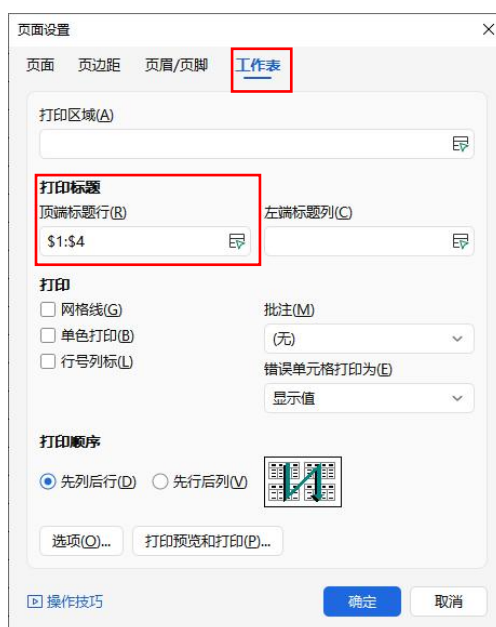 页面设置
页面 页边距 页眉/页脚 工作表
打印区域(A)
打印标题
顶端标题行(R) 左端标题列(C)
$1:$4
打印
网格线(G) 批注(M)
单色打印(B) (无)
行号列标(L) 错误单元格打印为(E)
显示值
打印顺序
先列后行(D) 先行后列(V)
选项(O)... 打印预览和打印(P)...
操作技巧 确定 取消